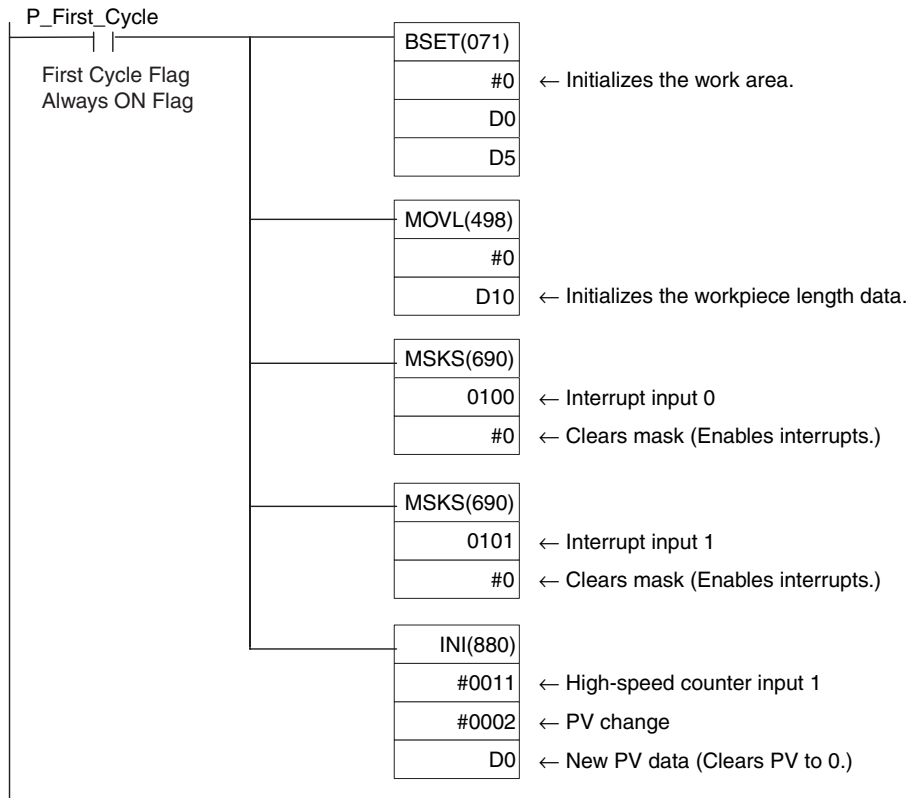 P_First_Cycle
First Cycle Flag
Always ON Flag
BSET(071)
#0 ← Initializes the work area.
D0
D5
MOVL(498)
#0
D10 ← Initializes the workpiece length data.
MSKS(690)
0100 ← Interrupt input 0
#0 ← Clears mask (Enables interrupts.)
MSKS(690)
0101 ← Interrupt input 1
#0 ← Clears mask (Enables interrupts.)
INI(880)
#0011 ← High-speed counter input 1
#0002 ← PV change
D0 ← New PV data (Clears PV to 0.)